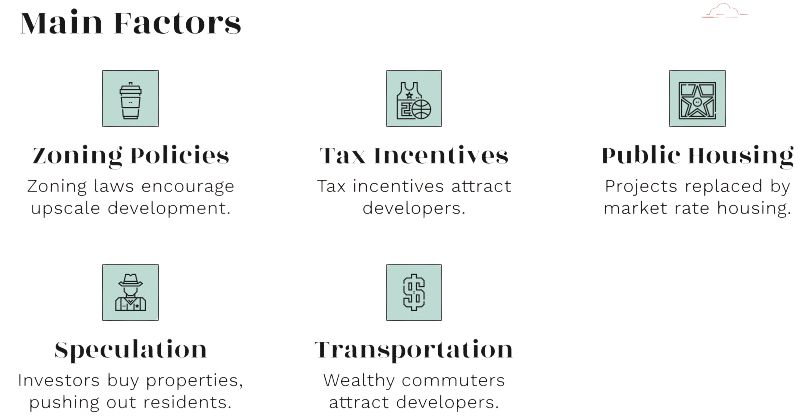 Main Factors
Zoning Policies
Zoning laws encourage
upscale development.
Tax Incentives
Tax incentives attract
developers.
Public Housing
Projects replaced by
market rate housing.
Speculation
Investors buy properties,
pushing out residents.
Transportation
Wealthy commuters
attract developers.